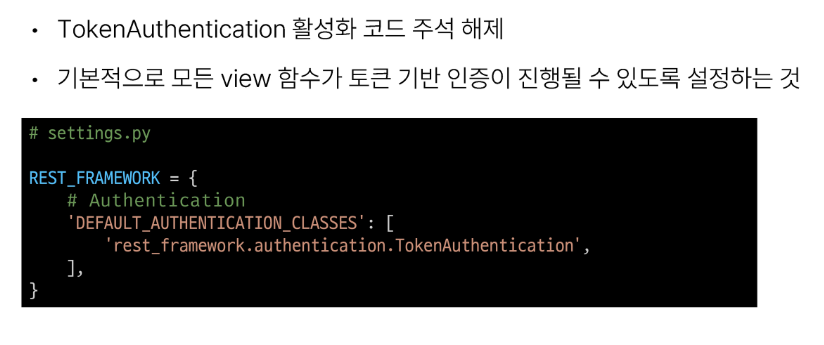 • TokenAuthentication 활성화 코드 주석 해제
• 기본적으로 모든 view 함수가 토큰 기반 인증이 진행될 수 있도록 설정하는 것
# settings.py
REST_FRAMEWORK = {
    # Authentication
    'DEFAULT_AUTHENTICATION_CLASSES': [
        'rest_framework.authentication.TokenAuthentication',
    ],
}